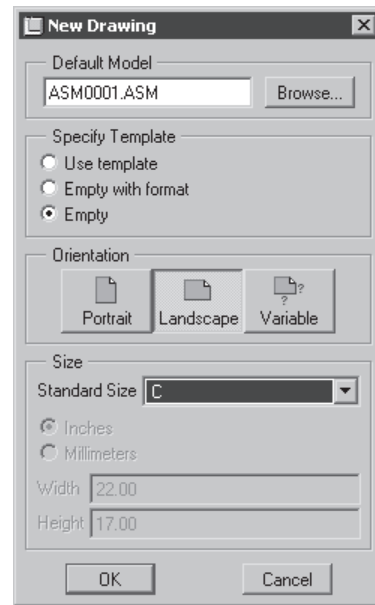 New Drawing
Default Model
ASM0001.ASM Browse...
Specify Template
Use template
Empty with format
Empty
Orientation
Portrait Landscape Variable
Size
Standard Size C
Inches
Millimeters
Width 22.00
Height 17.00
OK Cancel